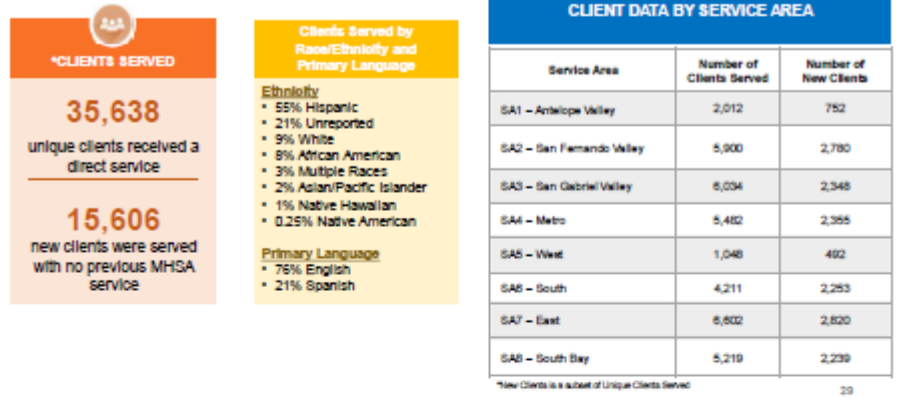 *CLIENTS SERVED
35,638
unique clients received a
direct service
15,606
new clients were served
with no previous MHSA
service
Clients Served by
Race/Ethnicity and
Primary Language
Ethnicity
▪ 55% Hispanic
▪ 21% Unreported
▪ 9% White
▪ 8% African American
▪ 3% Multiple Races
▪ 2% Asian/Pacific Islander
▪ 1% Native Hawaiian
▪ 0.25% Native American
Primary Language
▪ 76% English
▪ 21% Spanish
CLIENT DATA BY SERVICE AREA
Service Area Number of Clients Served Number of New Clients
SA1 – Antelope Valley 2,012 752
SA2 – San Fernando Valley 5,900 2,780
SA3 – San Gabriel Valley 6,034 2,348
SA4 – Metro 5,482 2,355
SA5 – West 1,048 492
SA6 – South 4,211 2,253
SA7 – East 6,602 2,820
SA8 – South Bay 5,219 2,239
*New Clients is a subset of Unique Clients Served
29